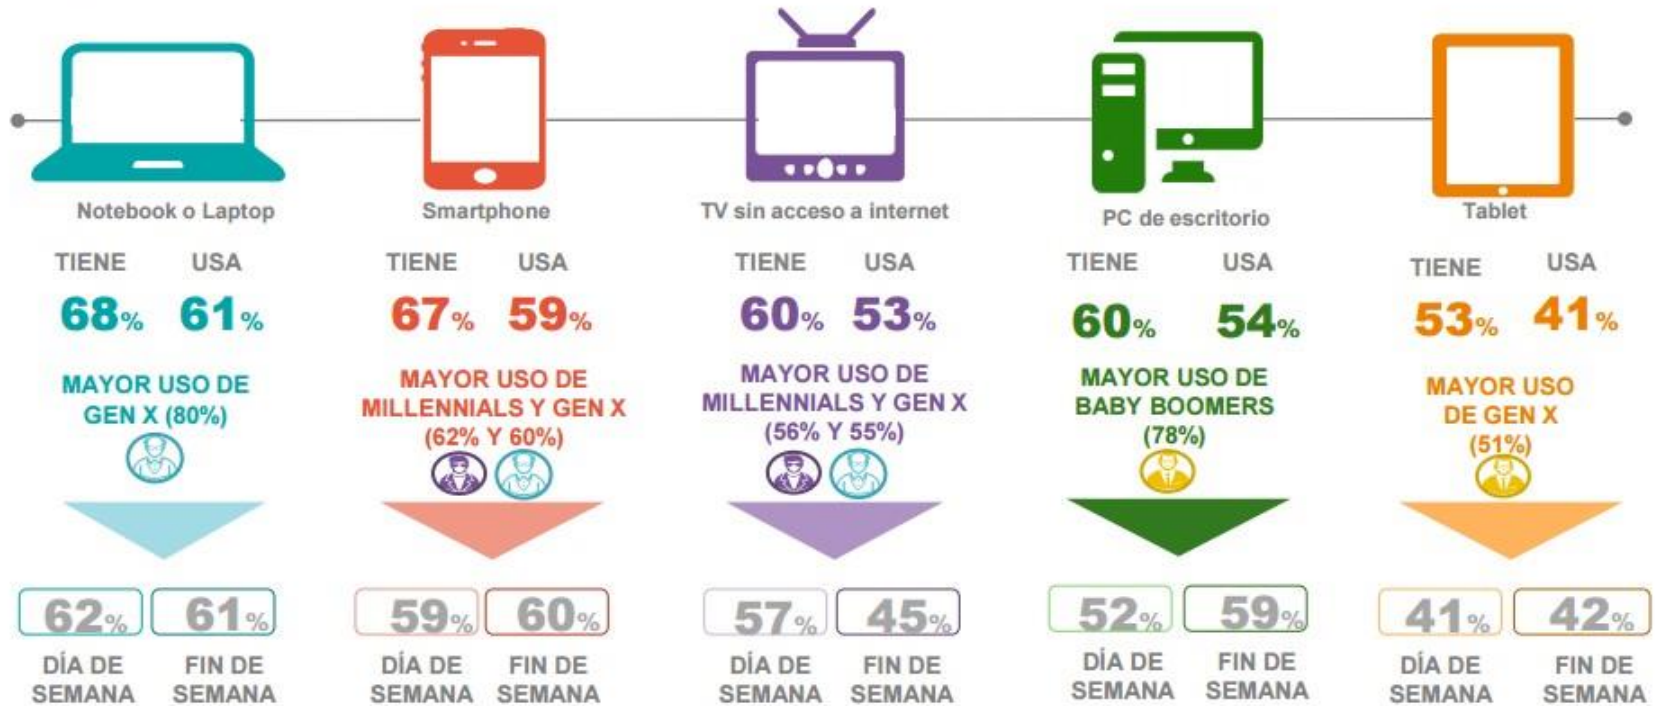 Notebook o Laptop
TIENE USA
68% 61%
MAYOR USO DE
GEN X (80%)
62% 61%
DÍA DE FIN DE
SEMANA SEMANA
Smartphone
TIENE USA
67% 59%
MAYOR USO DE
MILLENNIALS Y GEN X
(62% Y 60%)
59% 60%
DÍA DE FIN DE
SEMANA SEMANA
TV sin acceso a internet
TIENE USA
60% 53%
MAYOR USO DE
MILLENNIALS Y GEN X
(56% Y 55%)
57% 45%
DÍA DE FIN DE
SEMANA SEMANA
PC de escritorio
TIENE USA
60% 54%
MAYOR USO DE
BABY BOOMERS
(78%)
52% 59%
DÍA DE FIN DE
SEMANA SEMANA
Tablet
TIENE USA
53% 41%
MAYOR USO
DE GEN X
(51%)
41% 42%
DÍA DE FIN DE
SEMANA SEMANA